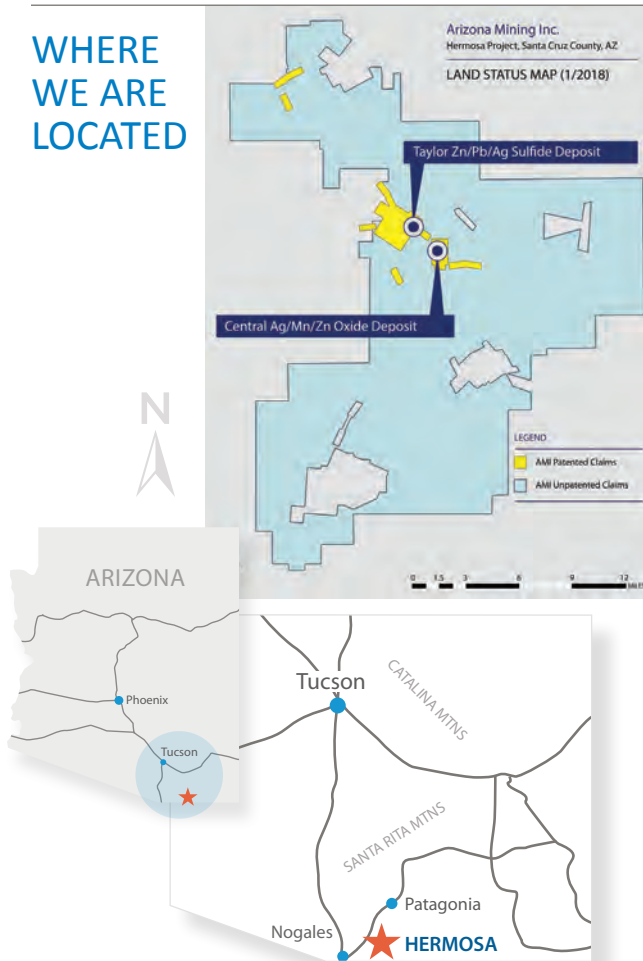 WHERE
WE ARE
LOCATED
Arizona Mining Inc.
Hermosa Project, Santa Cruz County, AZ
LAND STATUS MAP (1/2018)
Taylor Zn/Pb/Ag Sulfide Deposit
Central Ag/Mn/Zn Oxide Deposit
LEGEND
AMI Patented Claims
AMI Unpatented Claims
0 1.5 3 6 9 12
MILES
N
ARIZONA
Phoenix
Tucson
Tucson
CATALINA MTNS
SANTA RITA MTNS
Patagonia
Nogales
HERMOSA